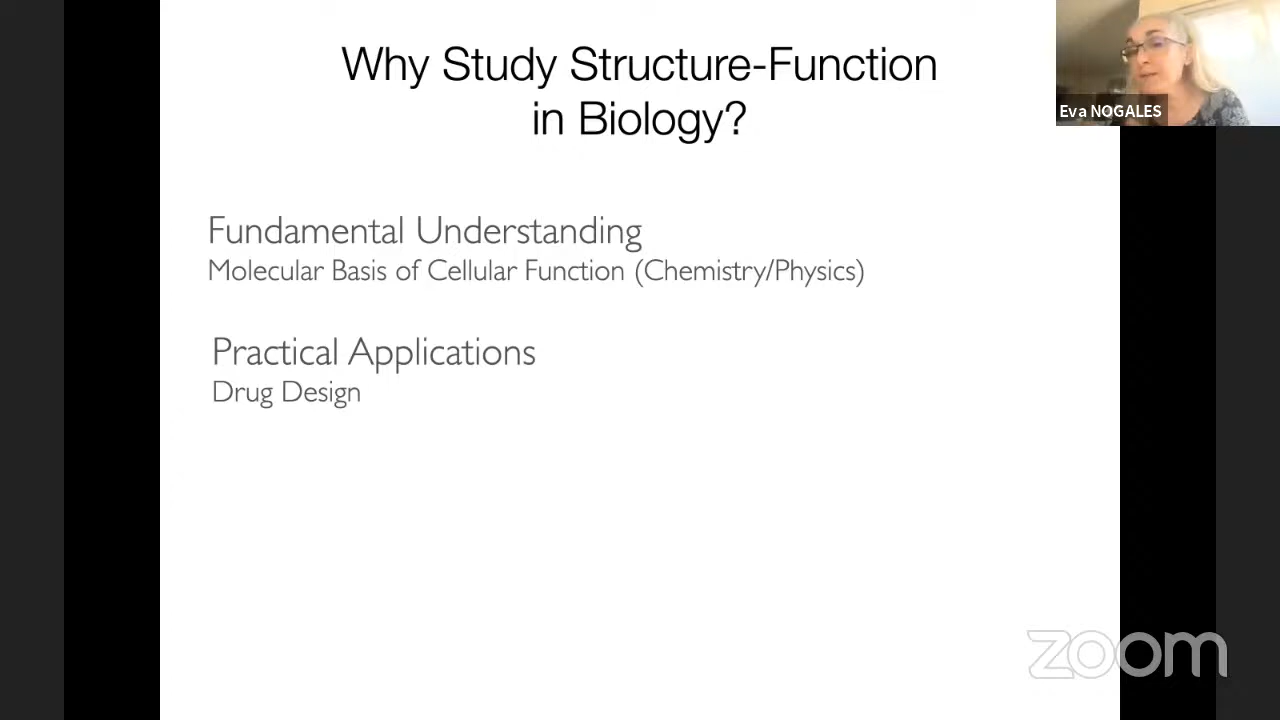 Why Study Structure-Function
in Biology?
Eva NOGALES
Fundamental Understanding
Molecular Basis of Cellular Function (Chemistry/Physics)
Practical Applications
Drug Design
zoom